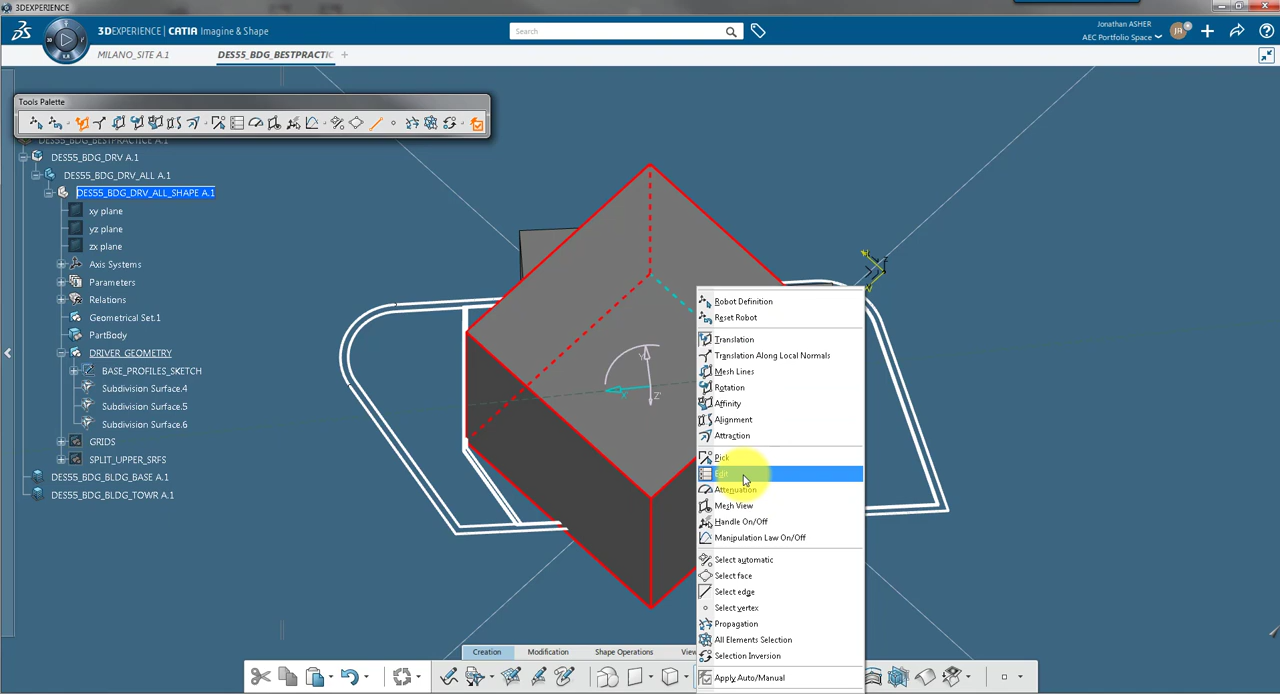 3DEXPERIENCE
3DEXPERIENCE | CATIA Imagine & Shape
Search
Jonathan ASHER
AEC Portfolio Space
MILANO_SITE A.1
DES55_BDG_BESTPRACTIC
Tools Palette
DES55_BDG_BESTPRACTICE A.1
DES55_BDG_DRV A.1
DES55_BDG_DRV_ALL A.1
DES55_BDG_DRV_ALL_SHAPE A.1
xy plane
yz plane
zx plane
Axis Systems
Parameters
Relations
Geometrical Set.1
PartBody
DRIVER_GEOMETRY
BASE_PROFILES_SKETCH
Subdivision Surface.4
Subdivision Surface.5
Subdivision Surface.6
GRIDS
SPLIT_UPPER_SRFS
DES55_BDG_BLDG_BASE A.1
DES55_BDG_BLDG_TOWR A.1
Robot Definition
Reset Robot
Translation
Translation Along Local Normals
Mesh Lines
Rotation
Affinity
Alignment
Attraction
Pick
Edit
Attenuation
Mesh View
Handle On/Off
Manipulation Law On/Off
Select automatic
Select face
Select edge
Select vertex
Propagation
All Elements Selection
Selection Inversion
Apply Auto/Manual
Creation
Modification
Shape Operations